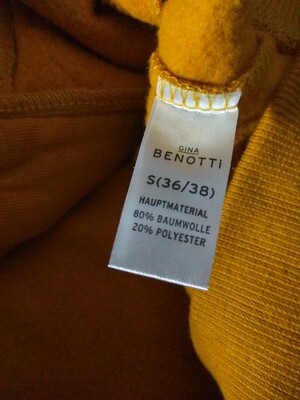 GINA
BENOTTi
S(36/38)
HAUPTMATERIAL
80% BAUMWOLLE
20% POLYESTER